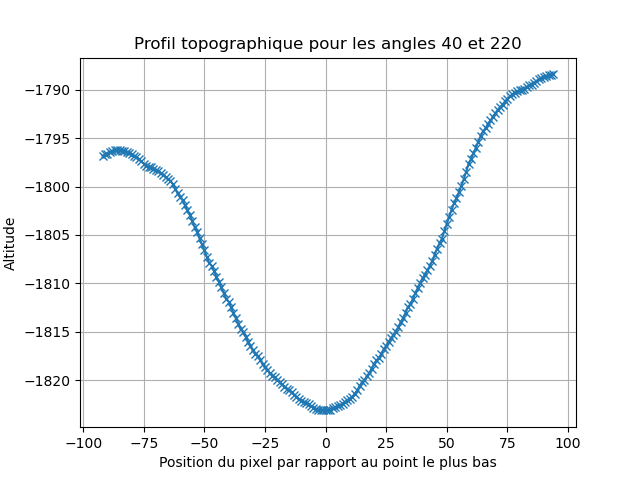 Profil topographique pour les angles 40 et 220
−1790
−1795
−1800
−1805
−1810
−1815
−1820
Altitude
−100 −75 −50 −25 0 25 50 75 100
Position du pixel par rapport au point le plus bas